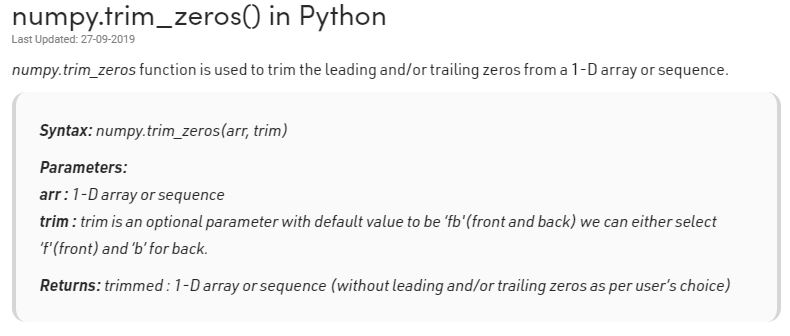 numpy.trim_zeros() in Python
Last Updated: 27-09-2019
numpy.trim_zeros function is used to trim the leading and/or trailing zeros from a 1-D array or sequence.
Syntax: numpy.trim_zeros(arr, trim)
Parameters:
arr : 1-D array or sequence
trim : trim is an optional parameter with default value to be 'fb'(front and back) we can either select
'f'(front) and 'b' for back.
Returns: trimmed : 1-D array or sequence (without leading and/or trailing zeros as per user's choice)